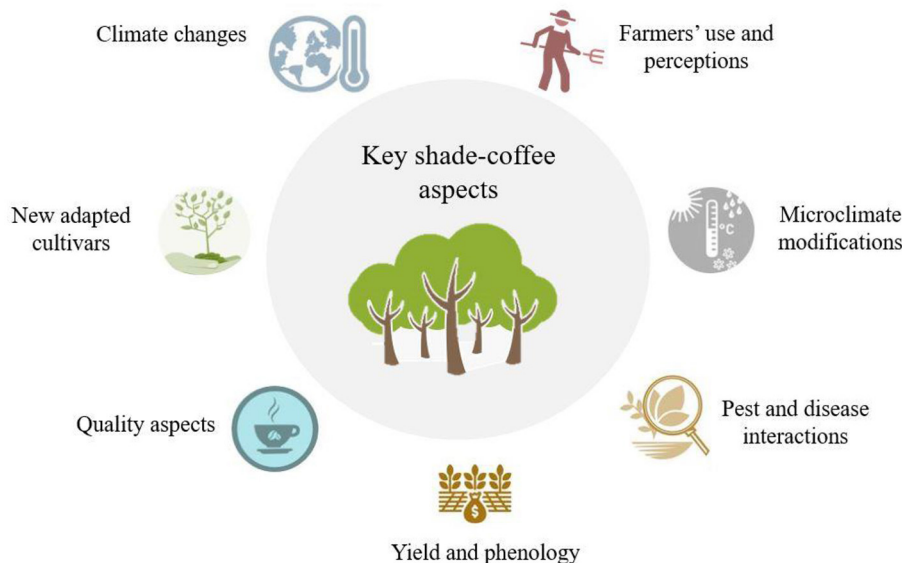 Climate changes
Farmers' use and
perceptions
Key shade-coffee
aspects
New adapted
cultivars
°C
Microclimate
modifications
Quality aspects
Pest and disease
interactions
$
Yield and phenology